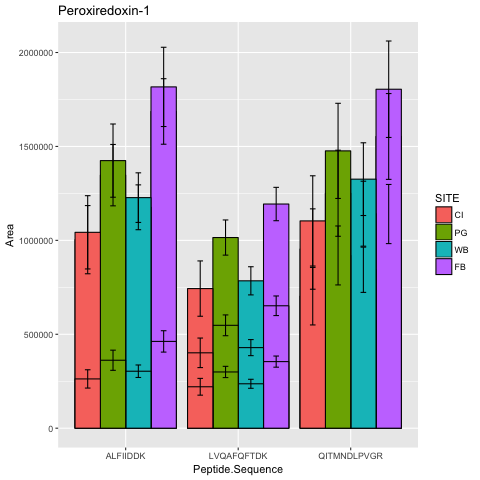 Peroxiredoxin-1
Area
2000000
1500000
1000000
500000
0
ALFIIDDK
LVQAFQFTDK
QITMNDLPVGR
Peptide.Sequence
SITE
CI
PG
WB
FB